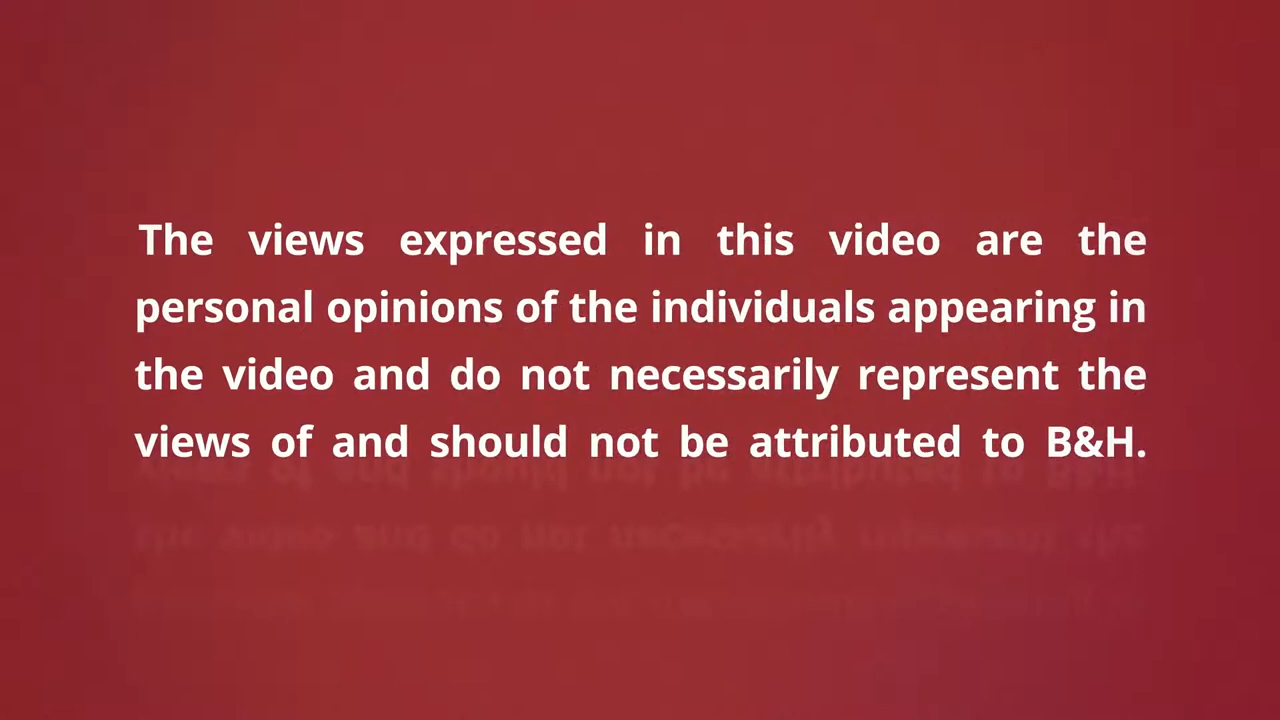 The views expressed in this video are the
personal opinions of the individuals appearing in
the video and do not necessarily represent the
views of and should not be attributed to B&H.